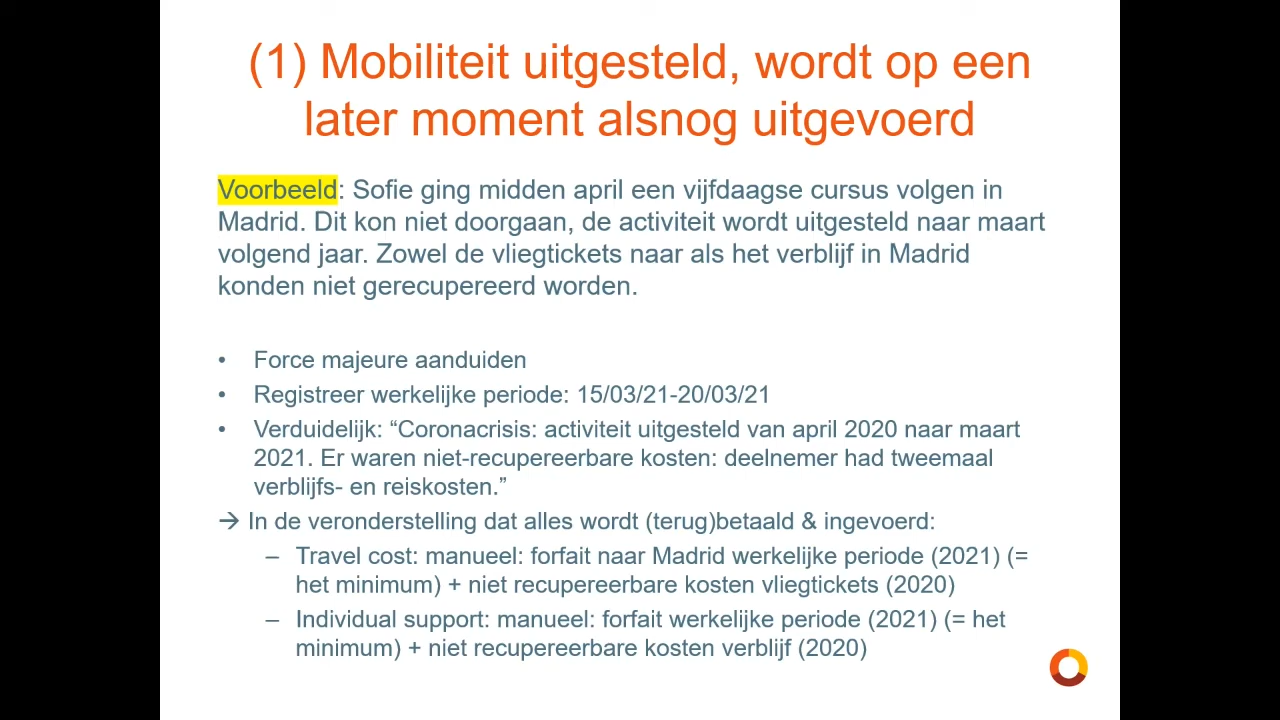 (1) Mobiliteit uitgesteld, wordt op een
later moment alsnog uitgevoerd
Voorbeeld: Sofie ging midden april een vijfdaagse cursus volgen in
Madrid. Dit kon niet doorgaan, de activiteit wordt uitgesteld naar maart
volgend jaar. Zowel de vliegtickets naar als het verblijf in Madrid
konden niet gerecupereerd worden.
• Force majeure aanduiden
• Registreer werkelijke periode: 15/03/21-20/03/21
• Verduidelijk: “Coronacrisis: activiteit uitgesteld van april 2020 naar maart
2021. Er waren niet-recupereerbare kosten: deelnemer had tweemaal
verblijfs- en reiskosten.”
→ In de veronderstelling dat alles wordt (terug)betaald & ingevoerd:
– Travel cost: manueel: forfait naar Madrid werkelijke periode (2021) (=
het minimum) + niet recupereerbare kosten vliegtickets (2020)
– Individual support: manueel: forfait werkelijke periode (2021) (= het
minimum) + niet recupereerbare kosten verblijf (2020)